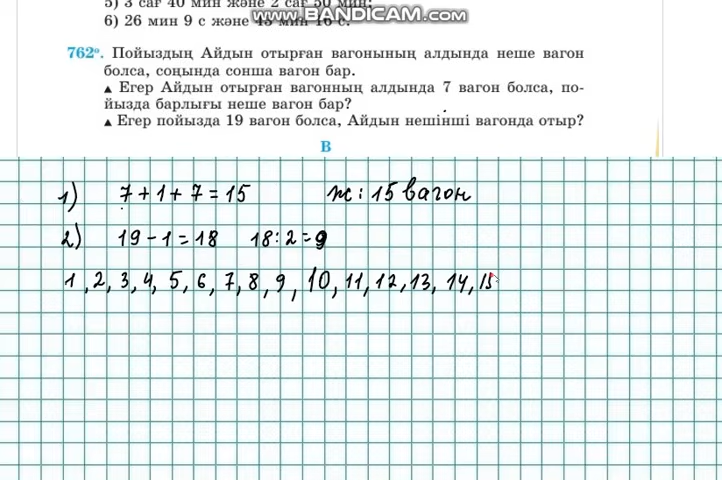 5) 3 сағ 40 мин және 2 сағ 50 мин;
www.BANDICAM.com
6) 26 мин 9 с және 43 мин 16 с.
762º. Пойыздың Айдын отырған вагонының алдында неше вагон
болса, соңында сонша вагон бар.
▲ Егер Айдын отырған вагонның алдында 7 вагон болса, по-
йызда барлығы неше вагон бар?
▲ Егер пойызда 19 вагон болса, Айдын нешінші вагонда отыр?
В
1) 7 + 1 + 7 = 15 ж: 15 вагон
2) 19 - 1 = 18 18 : 2 = 9
1, 2, 3, 4, 5, 6, 7, 8, 9, 10, 11, 12, 13, 14, 15